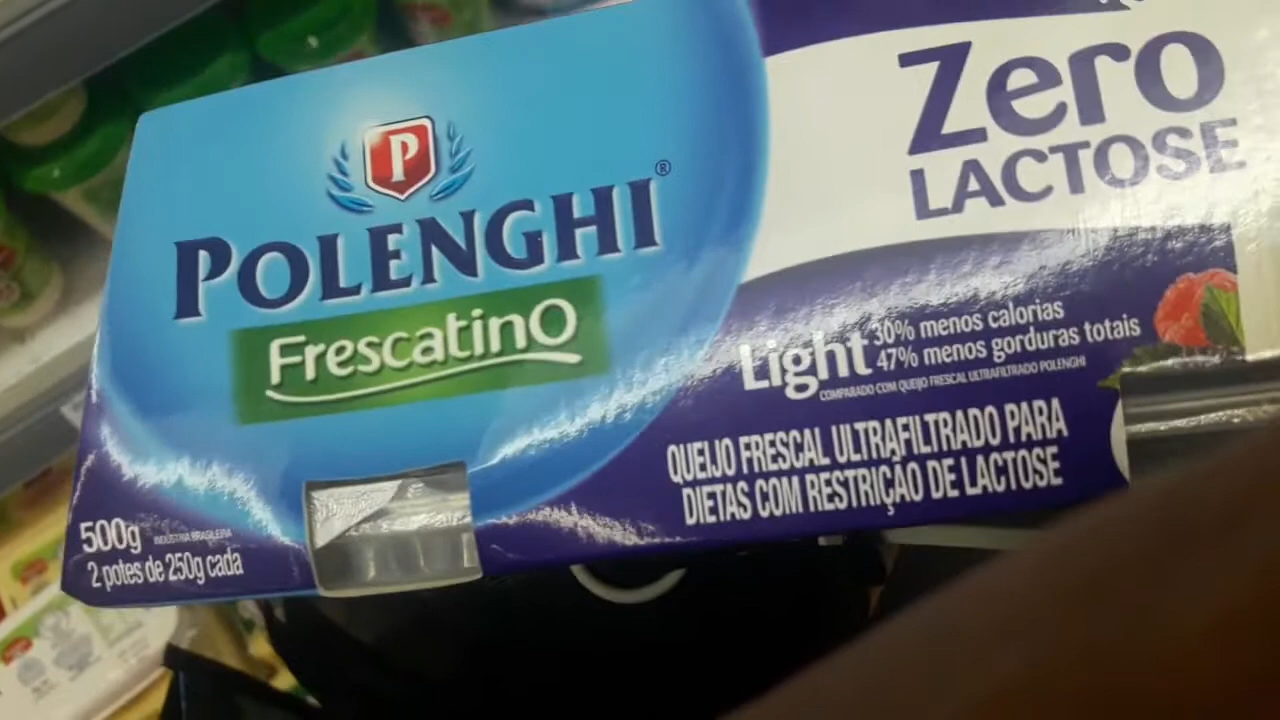 P
POLENGHI®
Frescatino
500g INDÚSTRIA BRASILEIRA
2 potes de 250g cada
Zero
LACTOSE
Light
30% menos calorias
47% menos gorduras totais
COMPARADO COM QUEIJO FRESCAL ULTRAFILTRADO POLENGHI
QUEIJO FRESCAL ULTRAFILTRADO PARA
DIETAS COM RESTRIÇÃO DE LACTOSE